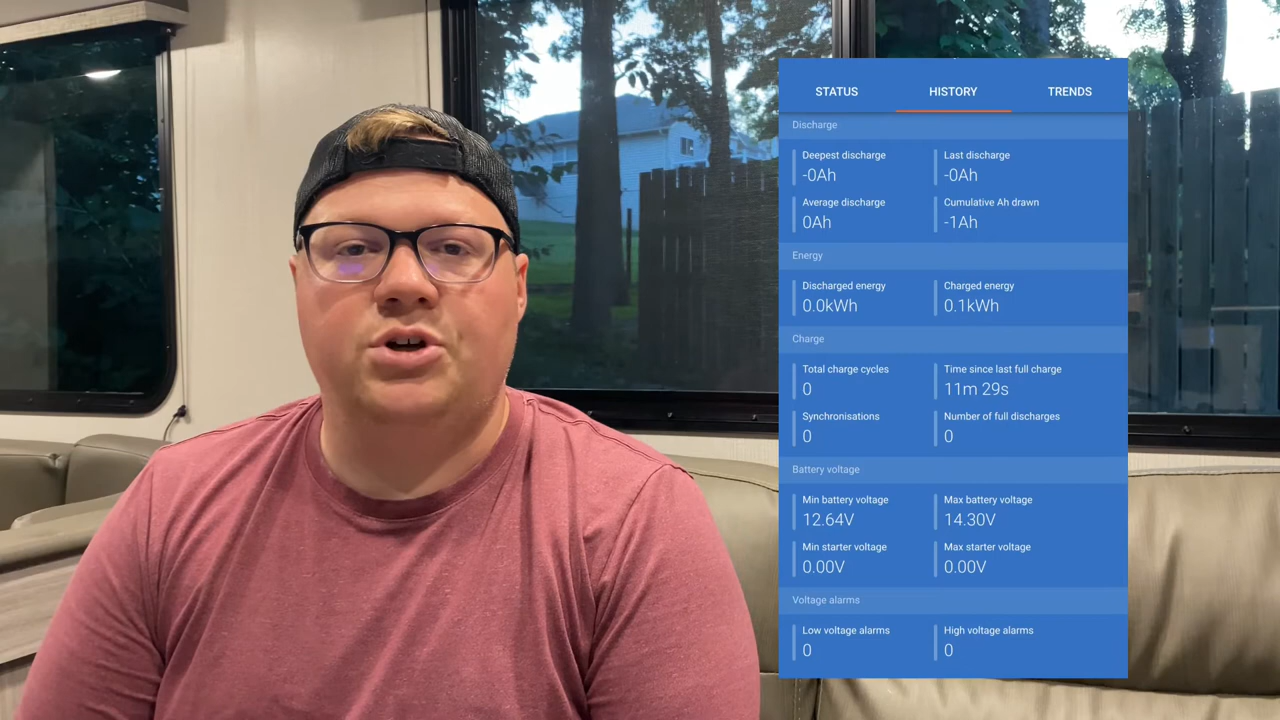 STATUS HISTORY TRENDS
Discharge
Deepest discharge Last discharge
-0Ah -0Ah
Average discharge Cumulative Ah drawn
0Ah -1Ah
Energy
Discharged energy Charged energy
0.0kWh 0.1kWh
Charge
Total charge cycles Time since last full charge
0 11m 29s
Synchronisations Number of full discharges
0 0
Battery voltage
Min battery voltage Max battery voltage
12.64V 14.30V
Min starter voltage Max starter voltage
0.00V 0.00V
Voltage alarms
Low voltage alarms High voltage alarms
0 0